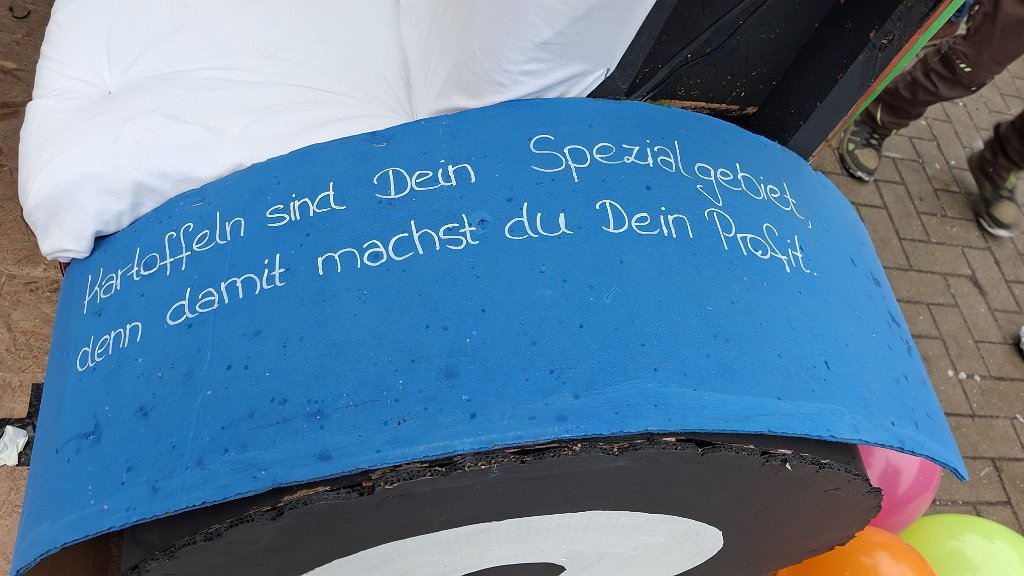 Kartoffeln sind Dein Spezialgebiet,
denn damit machst du Dein Profit.